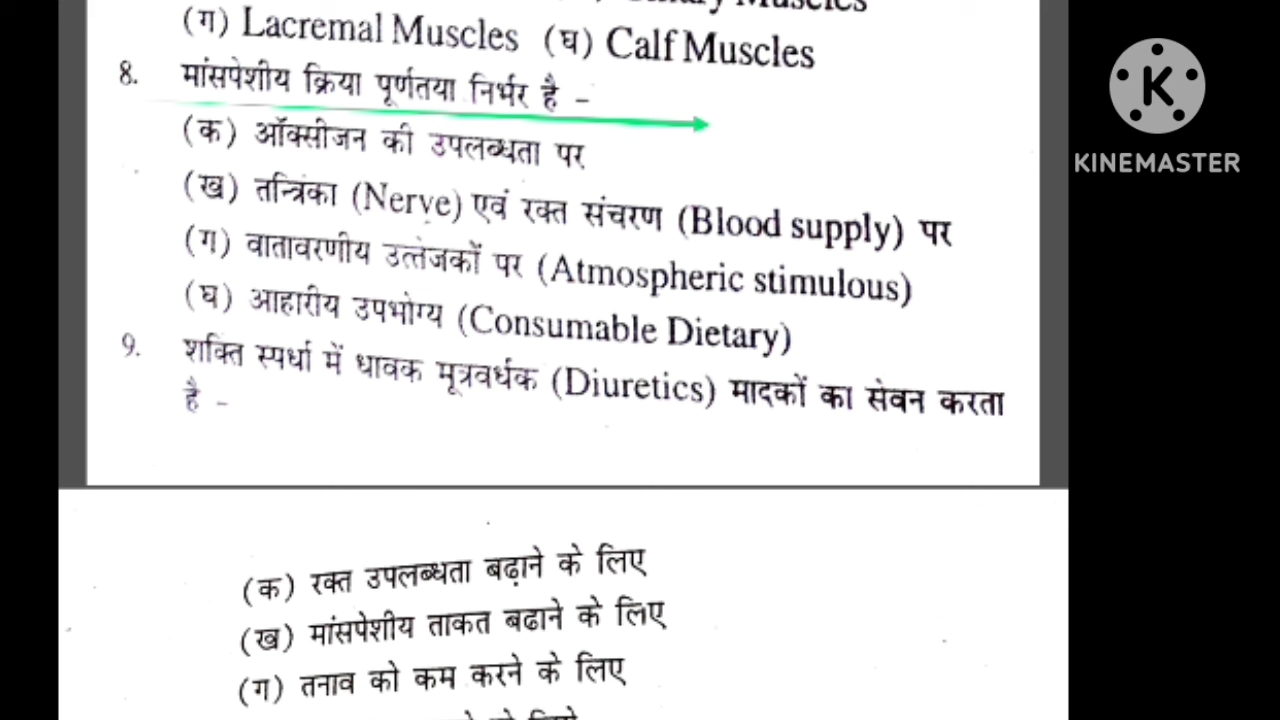 Muscles
(ग) Lacremal Muscles (घ) Calf Muscles
8. मांसपेशीय क्रिया पूर्णतया निर्भर है -
(क) ऑक्सीजन की उपलब्धता पर
(ख) तन्त्रिका (Nerve) एवं रक्त संचरण (Blood supply) पर
(ग) वातावरणीय उत्तेजकों पर (Atmospheric stimulous)
(घ) आहारीय उपभोग्य (Consumable Dietary)
9. शक्ति स्पर्धा में धावक मूत्रवर्धक (Diuretics) मादकों का सेवन करता
है -
(क) रक्त उपलब्धता बढ़ाने के लिए
(ख) मांसपेशीय ताकत बढाने के लिए
(ग) तनाव को कम करने के लिए
K
KINEMASTER